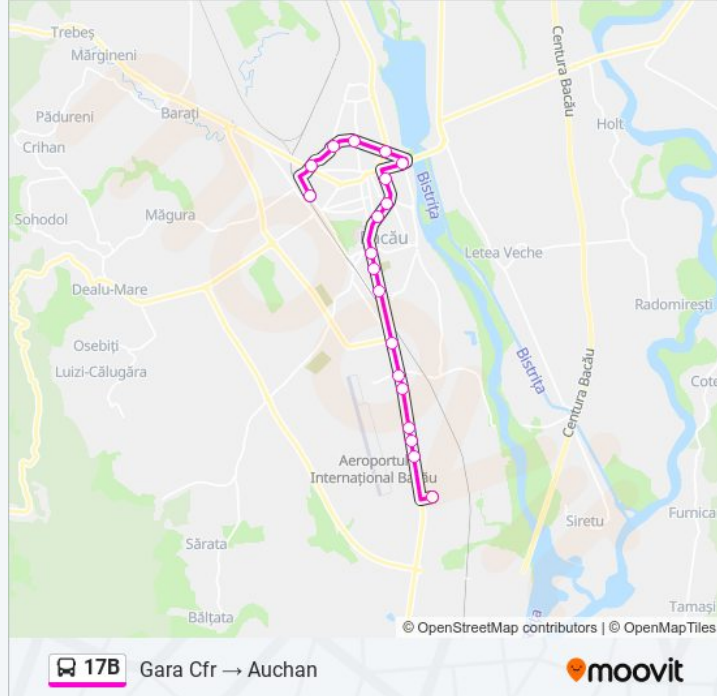 Trebeș
Mărgineni
Pădureni
Barați
Crihan
Centura Bacău
Holt
Sohodol
Măgura
Bistrița
Bacău
Letea Veche
Dealu-Mare
Radomirești
Osebiți
Luizi-Călugăra
Bistrița
Centura Bacău
Cote
Aeroportul
Internațional Bacău
Siretu
Furnica
Sărata
Bălțata
Tamași
© OpenStreetMap contributors | © OpenMapTiles
17B Gara Cfr → Auchan
moovit